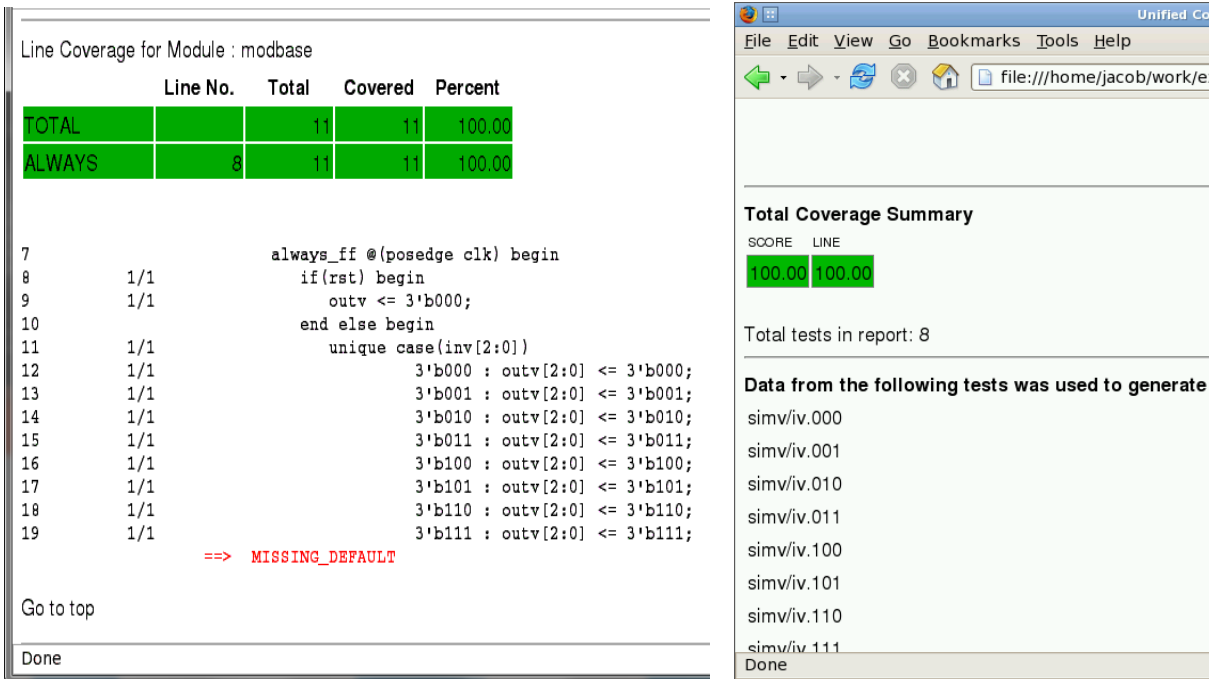 Line Coverage for Module : modbase
Line No. Total Covered Percent
TOTAL 11 11 100.00
ALWAYS 8 11 11 100.00
7 always_ff @(posedge clk) begin
8 1/1 if(rst) begin
9 1/1 outv <= 3'b000;
10 end else begin
11 1/1 unique case(inv[2:0])
12 1/1 3'b000 : outv[2:0] <= 3'b000;
13 1/1 3'b001 : outv[2:0] <= 3'b001;
14 1/1 3'b010 : outv[2:0] <= 3'b010;
15 1/1 3'b011 : outv[2:0] <= 3'b011;
16 1/1 3'b100 : outv[2:0] <= 3'b100;
17 1/1 3'b101 : outv[2:0] <= 3'b101;
18 1/1 3'b110 : outv[2:0] <= 3'b110;
19 1/1 3'b111 : outv[2:0] <= 3'b111;
==> MISSING_DEFAULT
Go to top
Done
Unified Co
File Edit View Go Bookmarks Tools Help
file:///home/jacob/work/e
Total Coverage Summary
SCORE LINE
100.00 100.00
Total tests in report: 8
Data from the following tests was used to generate
simv/iv.000
simv/iv.001
simv/iv.010
simv/iv.011
simv/iv.100
simv/iv.101
simv/iv.110
simv/iv.111
Done